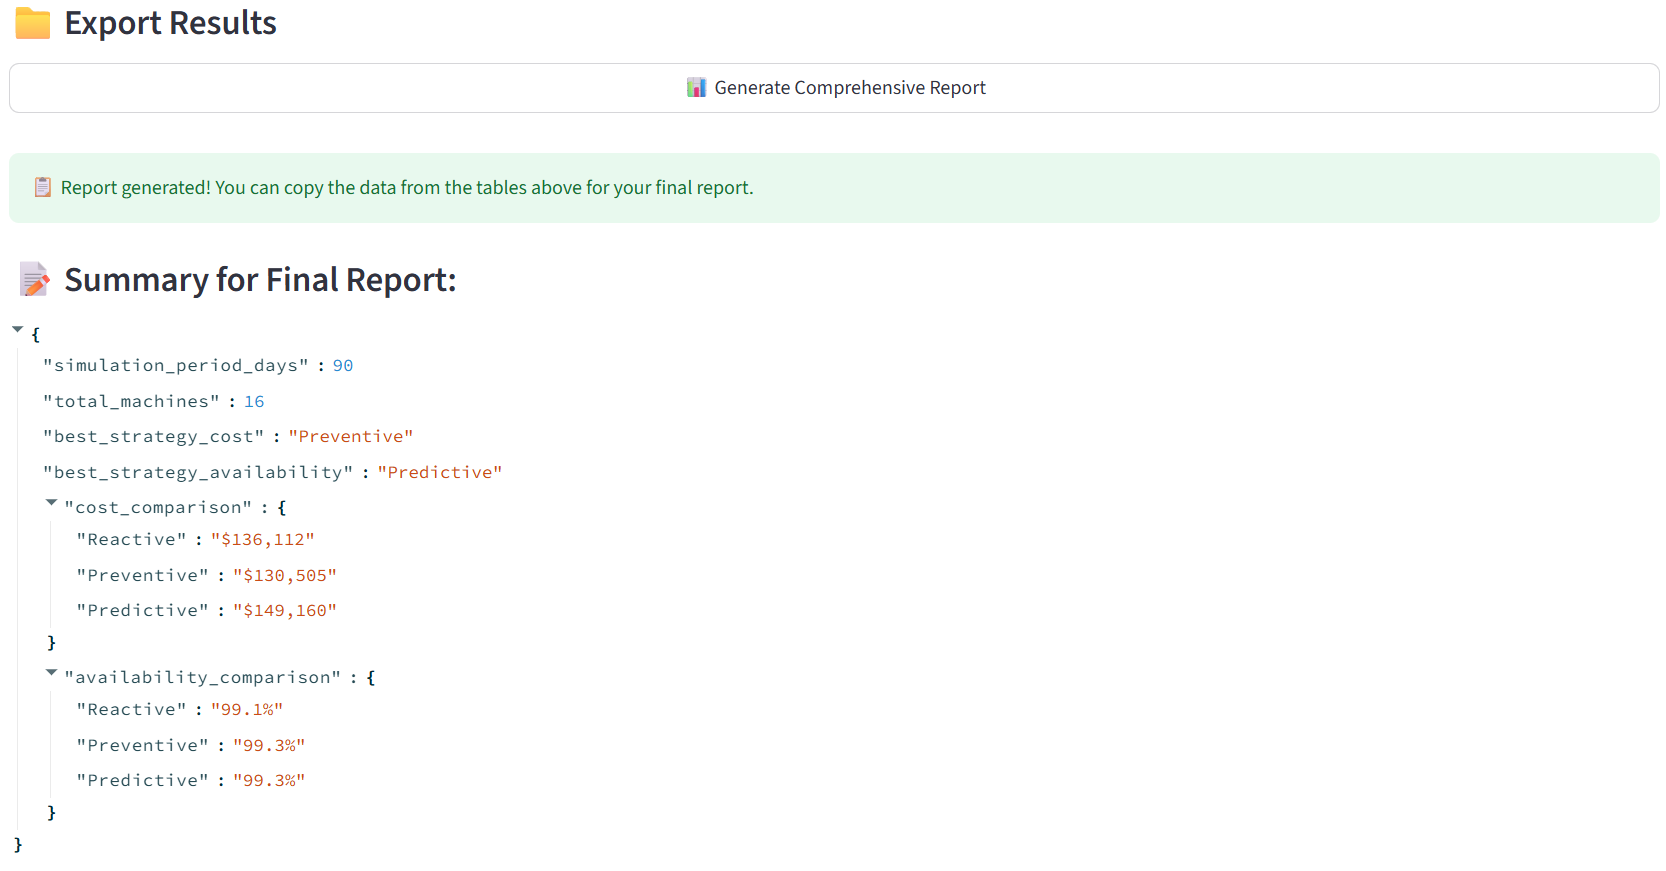 Export Results
Generate Comprehensive Report
Report generated! You can copy the data from the tables above for your final report.
Summary for Final Report:
{
"simulation_period_days" : 90
"total_machines" : 16
"best_strategy_cost" : "Preventive"
"best_strategy_availability" : "Predictive"
"cost_comparison" : {
"Reactive" : "$136,112"
"Preventive" : "$130,505"
"Predictive" : "$149,160"
}
"availability_comparison" : {
"Reactive" : "99.1%"
"Preventive" : "99.3%"
"Predictive" : "99.3%"
}
}